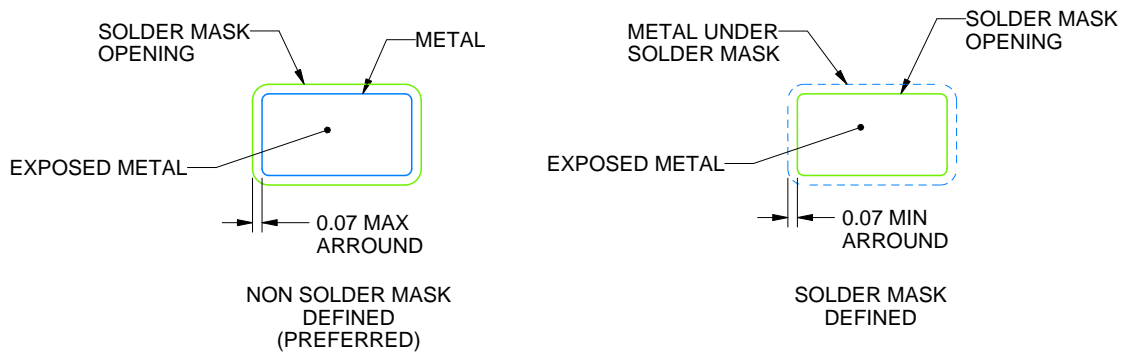 SOLDER MASK
OPENING
METAL
EXPOSED METAL
0.07 MAX
ARROUND
NON SOLDER MASK
DEFINED
(PREFERRED)
METAL UNDER
SOLDER MASK
SOLDER MASK
OPENING
EXPOSED METAL
0.07 MIN
ARROUND
SOLDER MASK
DEFINED